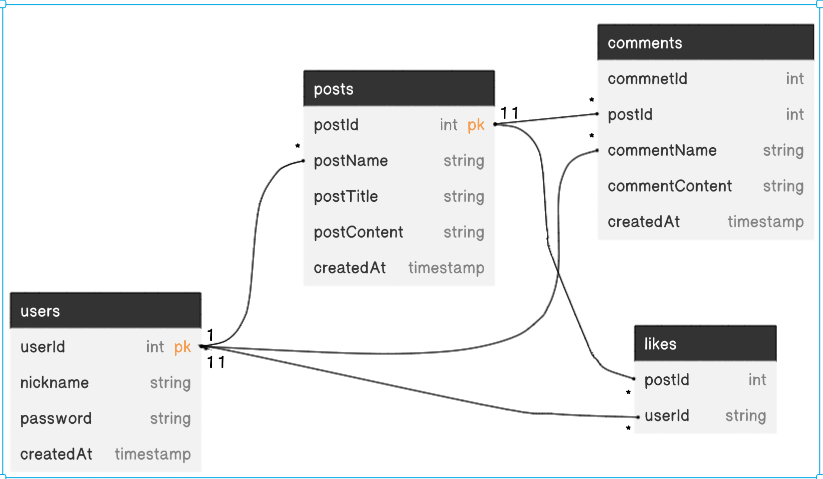 comments
commnetId int
* postId int
* commentName string
commentContent string
createdAt timestamp
posts
postId int pk 1 1
* postName string
postTitle string
postContent string
createdAt timestamp
users
userId int pk 1
1 1
nickname string
password string
createdAt timestamp
likes
postId int
*
userId string
*